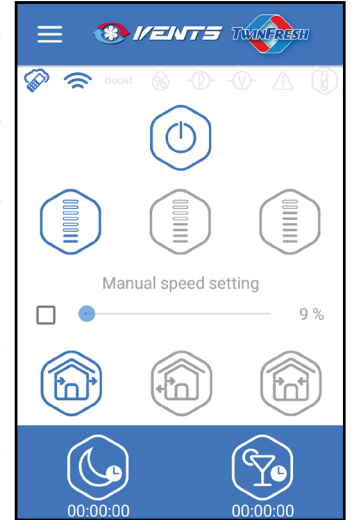 VENTS TWINFRESH
boost -R- -V-
Manual speed setting
9 %
00:00:00 00:00:00